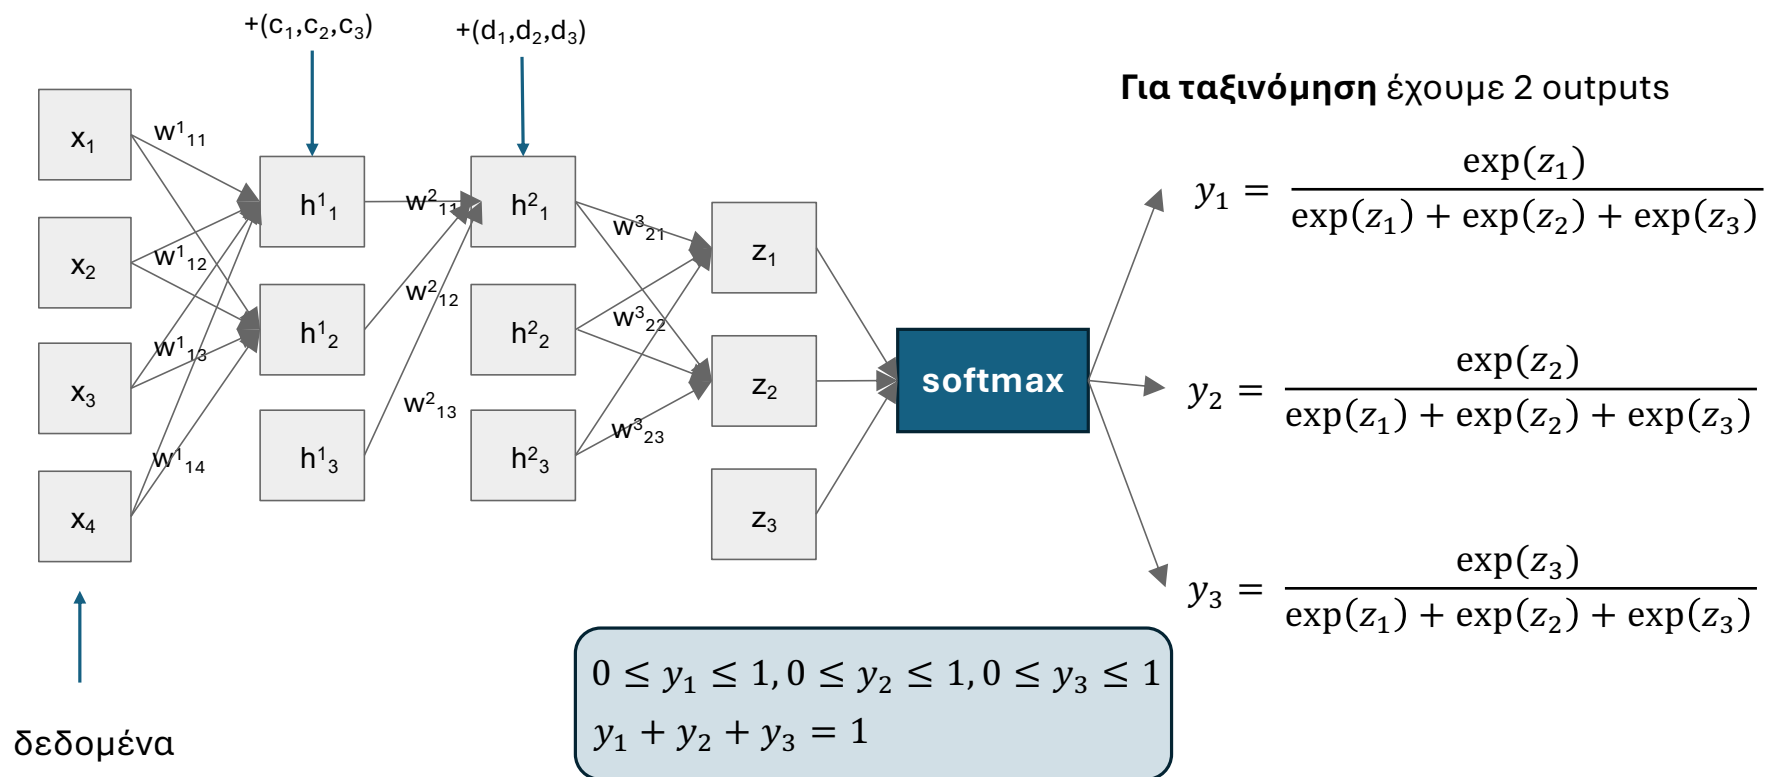 +(c₁,c₂,c₃)
+(d₁,d₂,d₃)
Για ταξινόμηση έχουμε 2 outputs
x₁
x₂
x₃
x₄
w¹₁₁
w¹₁₂
w¹₁₃
w¹₁₄
h¹₁
h¹₂
h¹₃
w²₁₁
w²₁₂
w²₁₃
h²₁
h²₂
h²₃
w³₂₁
w³₂₂
w³₂₃
z₁
z₂
z₃
softmax
y₁ = exp(z₁) / exp(z₁) + exp(z₂) + exp(z₃)
y₂ = exp(z₂) / exp(z₁) + exp(z₂) + exp(z₃)
y₃ = exp(z₃) / exp(z₁) + exp(z₂) + exp(z₃)
0 ≤ y₁ ≤ 1, 0 ≤ y₂ ≤ 1, 0 ≤ y₃ ≤ 1
y₁ + y₂ + y₃ = 1
δεδομένα